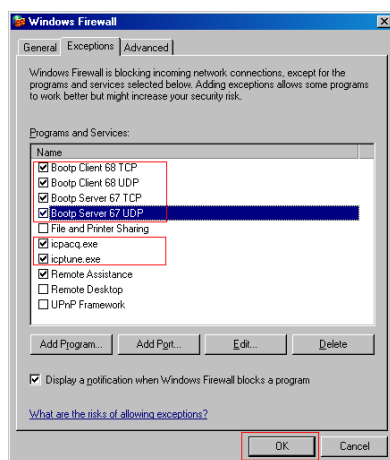 Windows Firewall
General Exceptions Advanced
Windows Firewall is blocking incoming network connections, except for the
programs and services selected below. Adding exceptions allows some programs
to work better but might increase your security risk.
Programs and Services:
Name
Bootp Client 68 TCP
Bootp Client 68 UDP
Bootp Server 67 TCP
Bootp Server 67 UDP
File and Printer Sharing
icpacq.exe
icptune.exe
Remote Assistance
Remote Desktop
UPnP Framework
Add Program... Add Port... Edit... Delete
Display a notification when Windows Firewall blocks a program
What are the risks of allowing exceptions?
OK Cancel